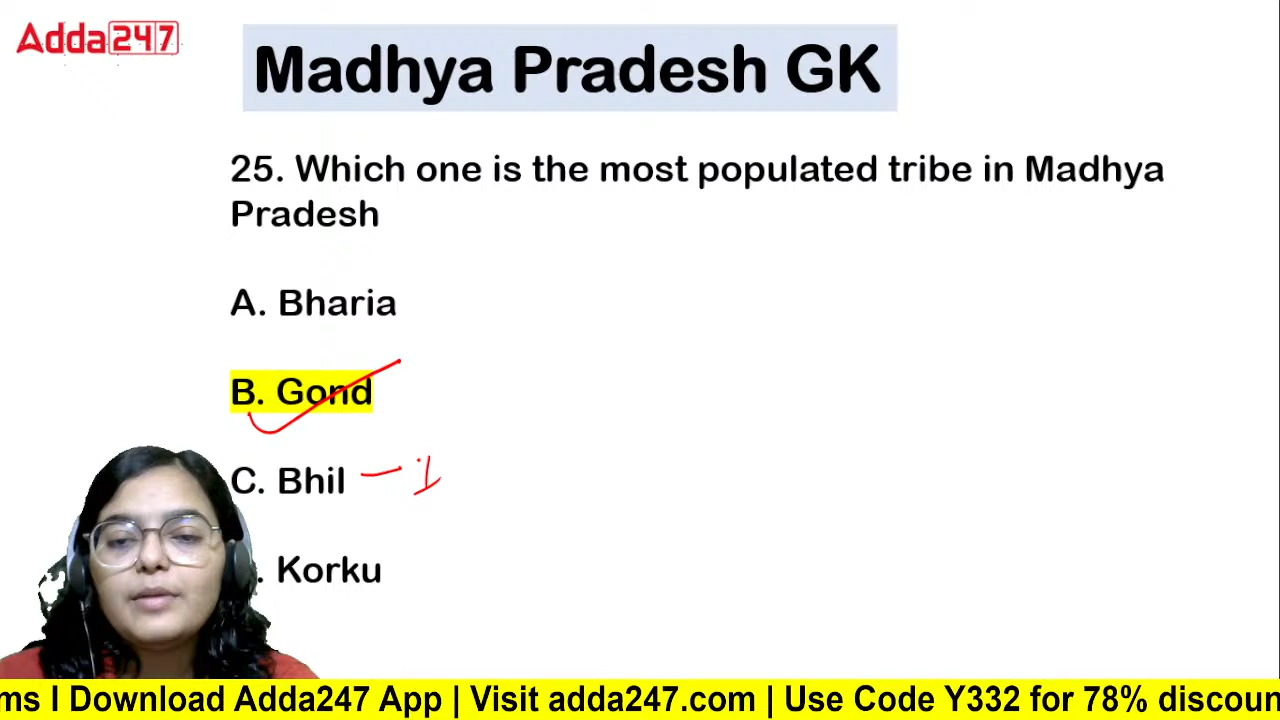 Adda247
Madhya Pradesh GK
25. Which one is the most populated tribe in Madhya
Pradesh
A. Bharia
B. Gond
C. Bhil – 1
. Korku
ms I Download Adda247 App | Visit adda247.com | Use Code Y332 for 78% discoun